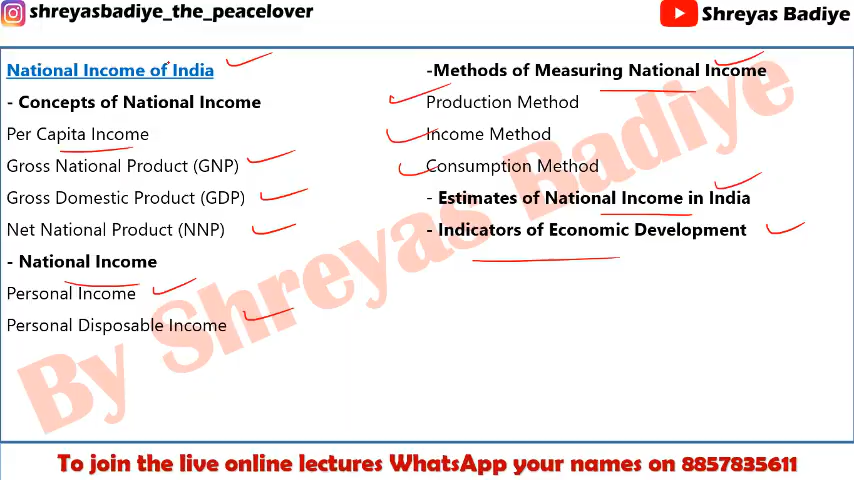 shreyasbadiye_the_peacelover
Shreyas Badiye
National Income of India
- Concepts of National Income
Per Capita Income
Gross National Product (GNP)
Gross Domestic Product (GDP)
Net National Product (NNP)
- National Income
Personal Income
Personal Disposable Income
-Methods of Measuring National Income
Production Method
Income Method
Consumption Method
- Estimates of National Income in India
- Indicators of Economic Development
By Shreyas Badiye
To join the live online lectures WhatsApp your names on 8857835611